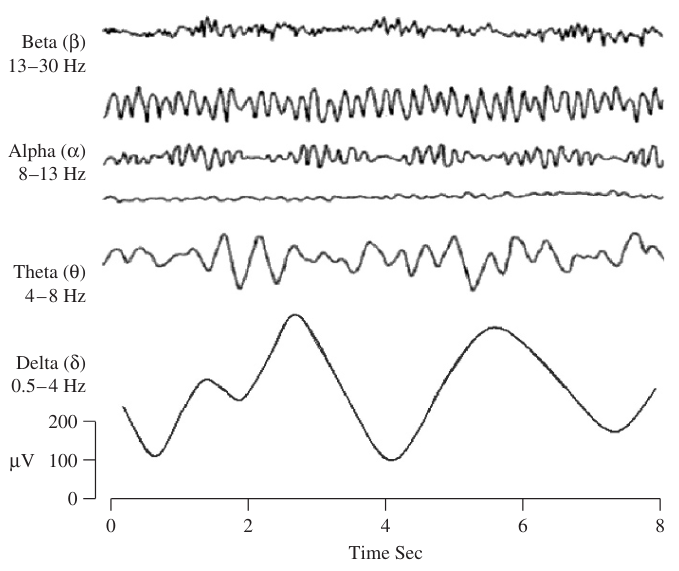 Beta (β)
13–30 Hz
Alpha (α)
8–13 Hz
Theta (θ)
4–8 Hz
Delta (δ)
0.5–4 Hz
200
μV 100
0
0 2 4 6 8
Time Sec